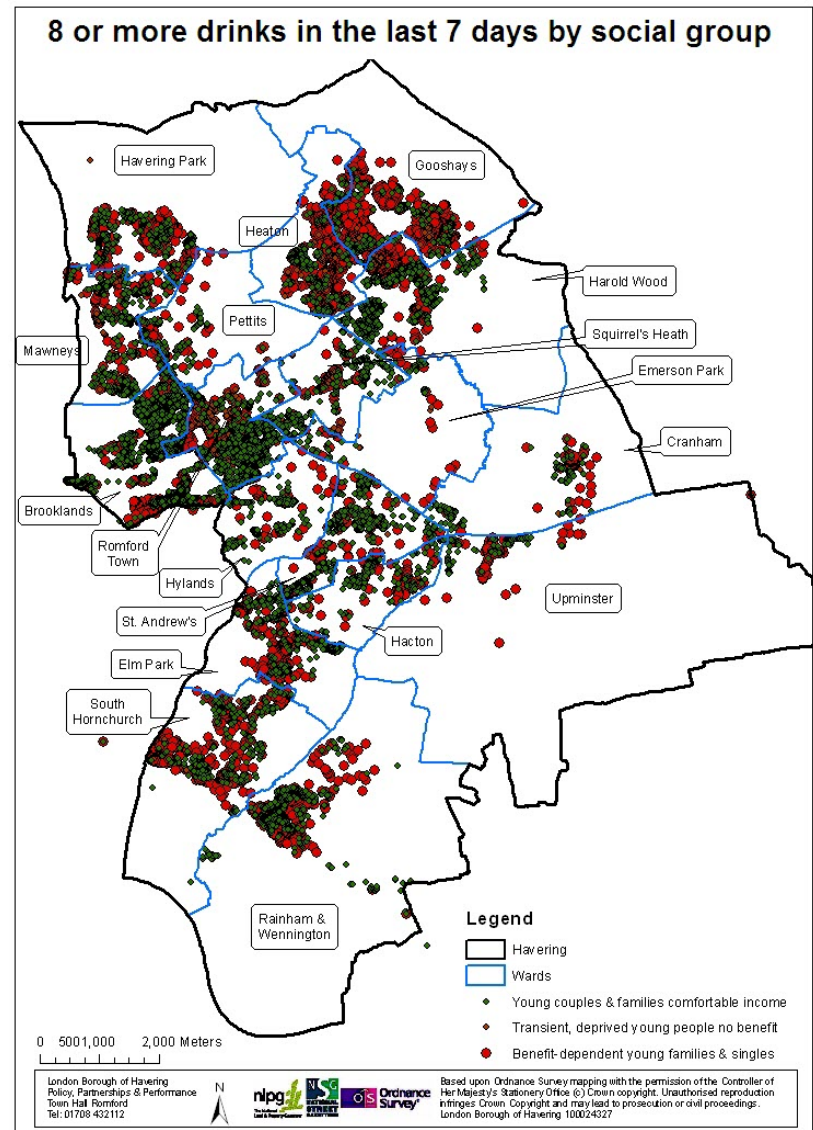 8 or more drinks in the last 7 days by social group
Havering Park
Gooshays
Heaton
Harold Wood
Pettits
Squirrel's Heath
Mawneys
Emerson Park
Cranham
Brooklands
Romford
Town
Hylands
Upminster
St. Andrew's
Hacton
Elm Park
South
Hornchurch
Rainham &
Wennington
Legend
Havering
Wards
Young couples & families comfortable income
Transient, deprived young people no benefit
Benefit-dependent young families & singles
0 5001,000 2,000 Meters
London Borough of Havering
Policy, Partnerships & Performance
Town Hall Romford
Tel: 01708 432112
N
nlpg
NSG
NATIONAL
STREET
os Ordnance
Survey
Based upon Ordnance Survey mapping with the permission of the Controller of
Her Majesty's Stationery Office (c) Crown copyright. Unauthorised reproduction
infringes Crown Copyright and may lead to prosecution or civil proceedings.
London Borough of Havering 100024327